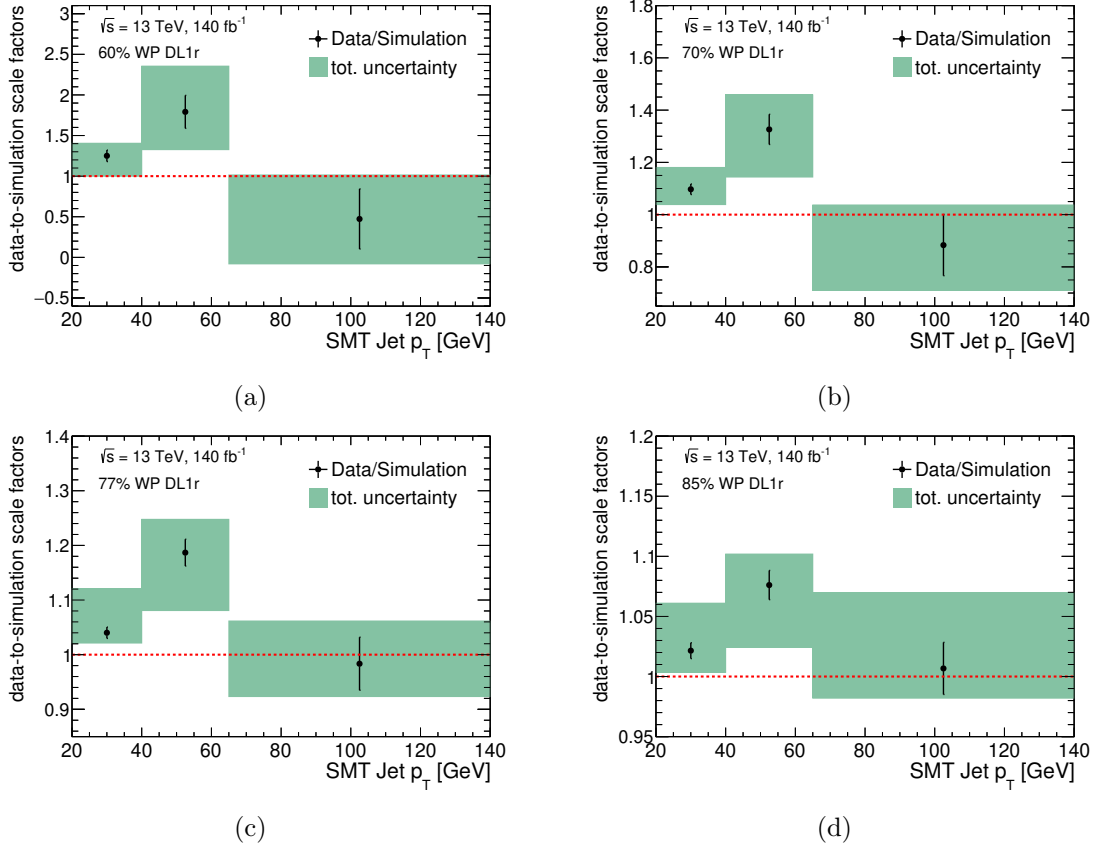 data-to-simulation scale factors
√s = 13 TeV, 140 fb⁻¹
60% WP DL1r
Data/Simulation
tot. uncertainty
3
2.5
2
1.5
1
0.5
0
−0.5
20 40 60 80 100 120 140
SMT Jet p_T [GeV]
(a)
data-to-simulation scale factors
√s = 13 TeV, 140 fb⁻¹
70% WP DL1r
Data/Simulation
tot. uncertainty
1.8
1.6
1.4
1.2
1
0.8
20 40 60 80 100 120 140
SMT Jet p_T [GeV]
(b)
data-to-simulation scale factors
√s = 13 TeV, 140 fb⁻¹
77% WP DL1r
Data/Simulation
tot. uncertainty
1.4
1.3
1.2
1.1
1
0.9
20 40 60 80 100 120 140
SMT Jet p_T [GeV]
(c)
data-to-simulation scale factors
√s = 13 TeV, 140 fb⁻¹
85% WP DL1r
Data/Simulation
tot. uncertainty
1.2
1.15
1.1
1.05
1
0.95
20 40 60 80 100 120 140
SMT Jet p_T [GeV]
(d)